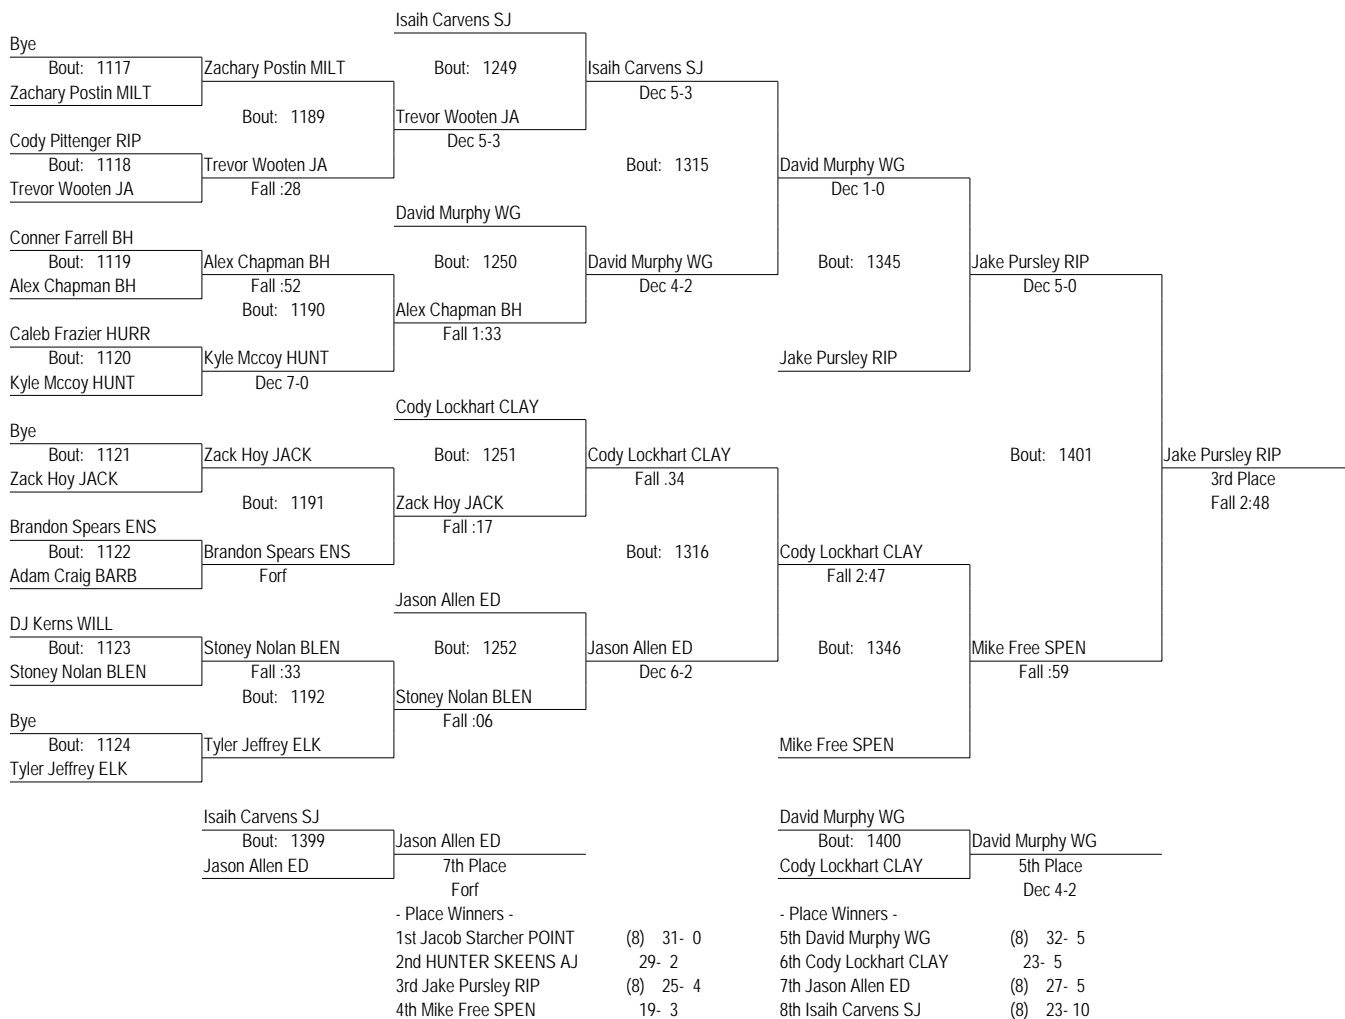 Isaih Carvens SJ
Bye
Bout: 1117 Zachary Postin MILT Bout: 1249 Isaih Carvens SJ
Zachary Postin MILT Dec 5-3
Bout: 1189 Trevor Wooten JA
Cody Pittenger RIP Dec 5-3
Bout: 1118 Trevor Wooten JA Bout: 1315 David Murphy WG
Trevor Wooten JA Fall :28 Dec 1-0
David Murphy WG
Conner Farrell BH
Bout: 1119 Alex Chapman BH Bout: 1250 David Murphy WG Bout: 1345 Jake Pursley RIP
Alex Chapman BH Fall :52 Dec 4-2 Dec 5-0
Bout: 1190 Alex Chapman BH
Caleb Frazier HURR Fall 1:33
Bout: 1120 Kyle Mccoy HUNT Jake Pursley RIP
Kyle Mccoy HUNT Dec 7-0
Cody Lockhart CLAY
Bye
Bout: 1121 Zack Hoy JACK Bout: 1251 Cody Lockhart CLAY Bout: 1401 Jake Pursley RIP
Zack Hoy JACK Fall .34 3rd Place
Bout: 1191 Zack Hoy JACK Fall 2:48
Brandon Spears ENS Fall :17
Bout: 1122 Brandon Spears ENS Bout: 1316 Cody Lockhart CLAY
Adam Craig BARB Forf Fall 2:47
Jason Allen ED
DJ Kerns WILL
Bout: 1123 Stoney Nolan BLEN Bout: 1252 Jason Allen ED Bout: 1346 Mike Free SPEN
Stoney Nolan BLEN Fall :33 Dec 6-2 Fall :59
Bout: 1192 Stoney Nolan BLEN
Bye Fall :06
Bout: 1124 Tyler Jeffrey ELK Mike Free SPEN
Tyler Jeffrey ELK
Isaih Carvens SJ David Murphy WG
Bout: 1399 Jason Allen ED Bout: 1400 David Murphy WG
Jason Allen ED 7th Place Cody Lockhart CLAY 5th Place
Forf Dec 4-2
- Place Winners - - Place Winners -
1st Jacob Starcher POINT (8) 31- 0 5th David Murphy WG (8) 32- 5
2nd HUNTER SKEENS AJ 29- 2 6th Cody Lockhart CLAY 23- 5
3rd Jake Pursley RIP (8) 25- 4 7th Jason Allen ED (8) 27- 5
4th Mike Free SPEN 19- 3 8th Isaih Carvens SJ (8) 23- 10